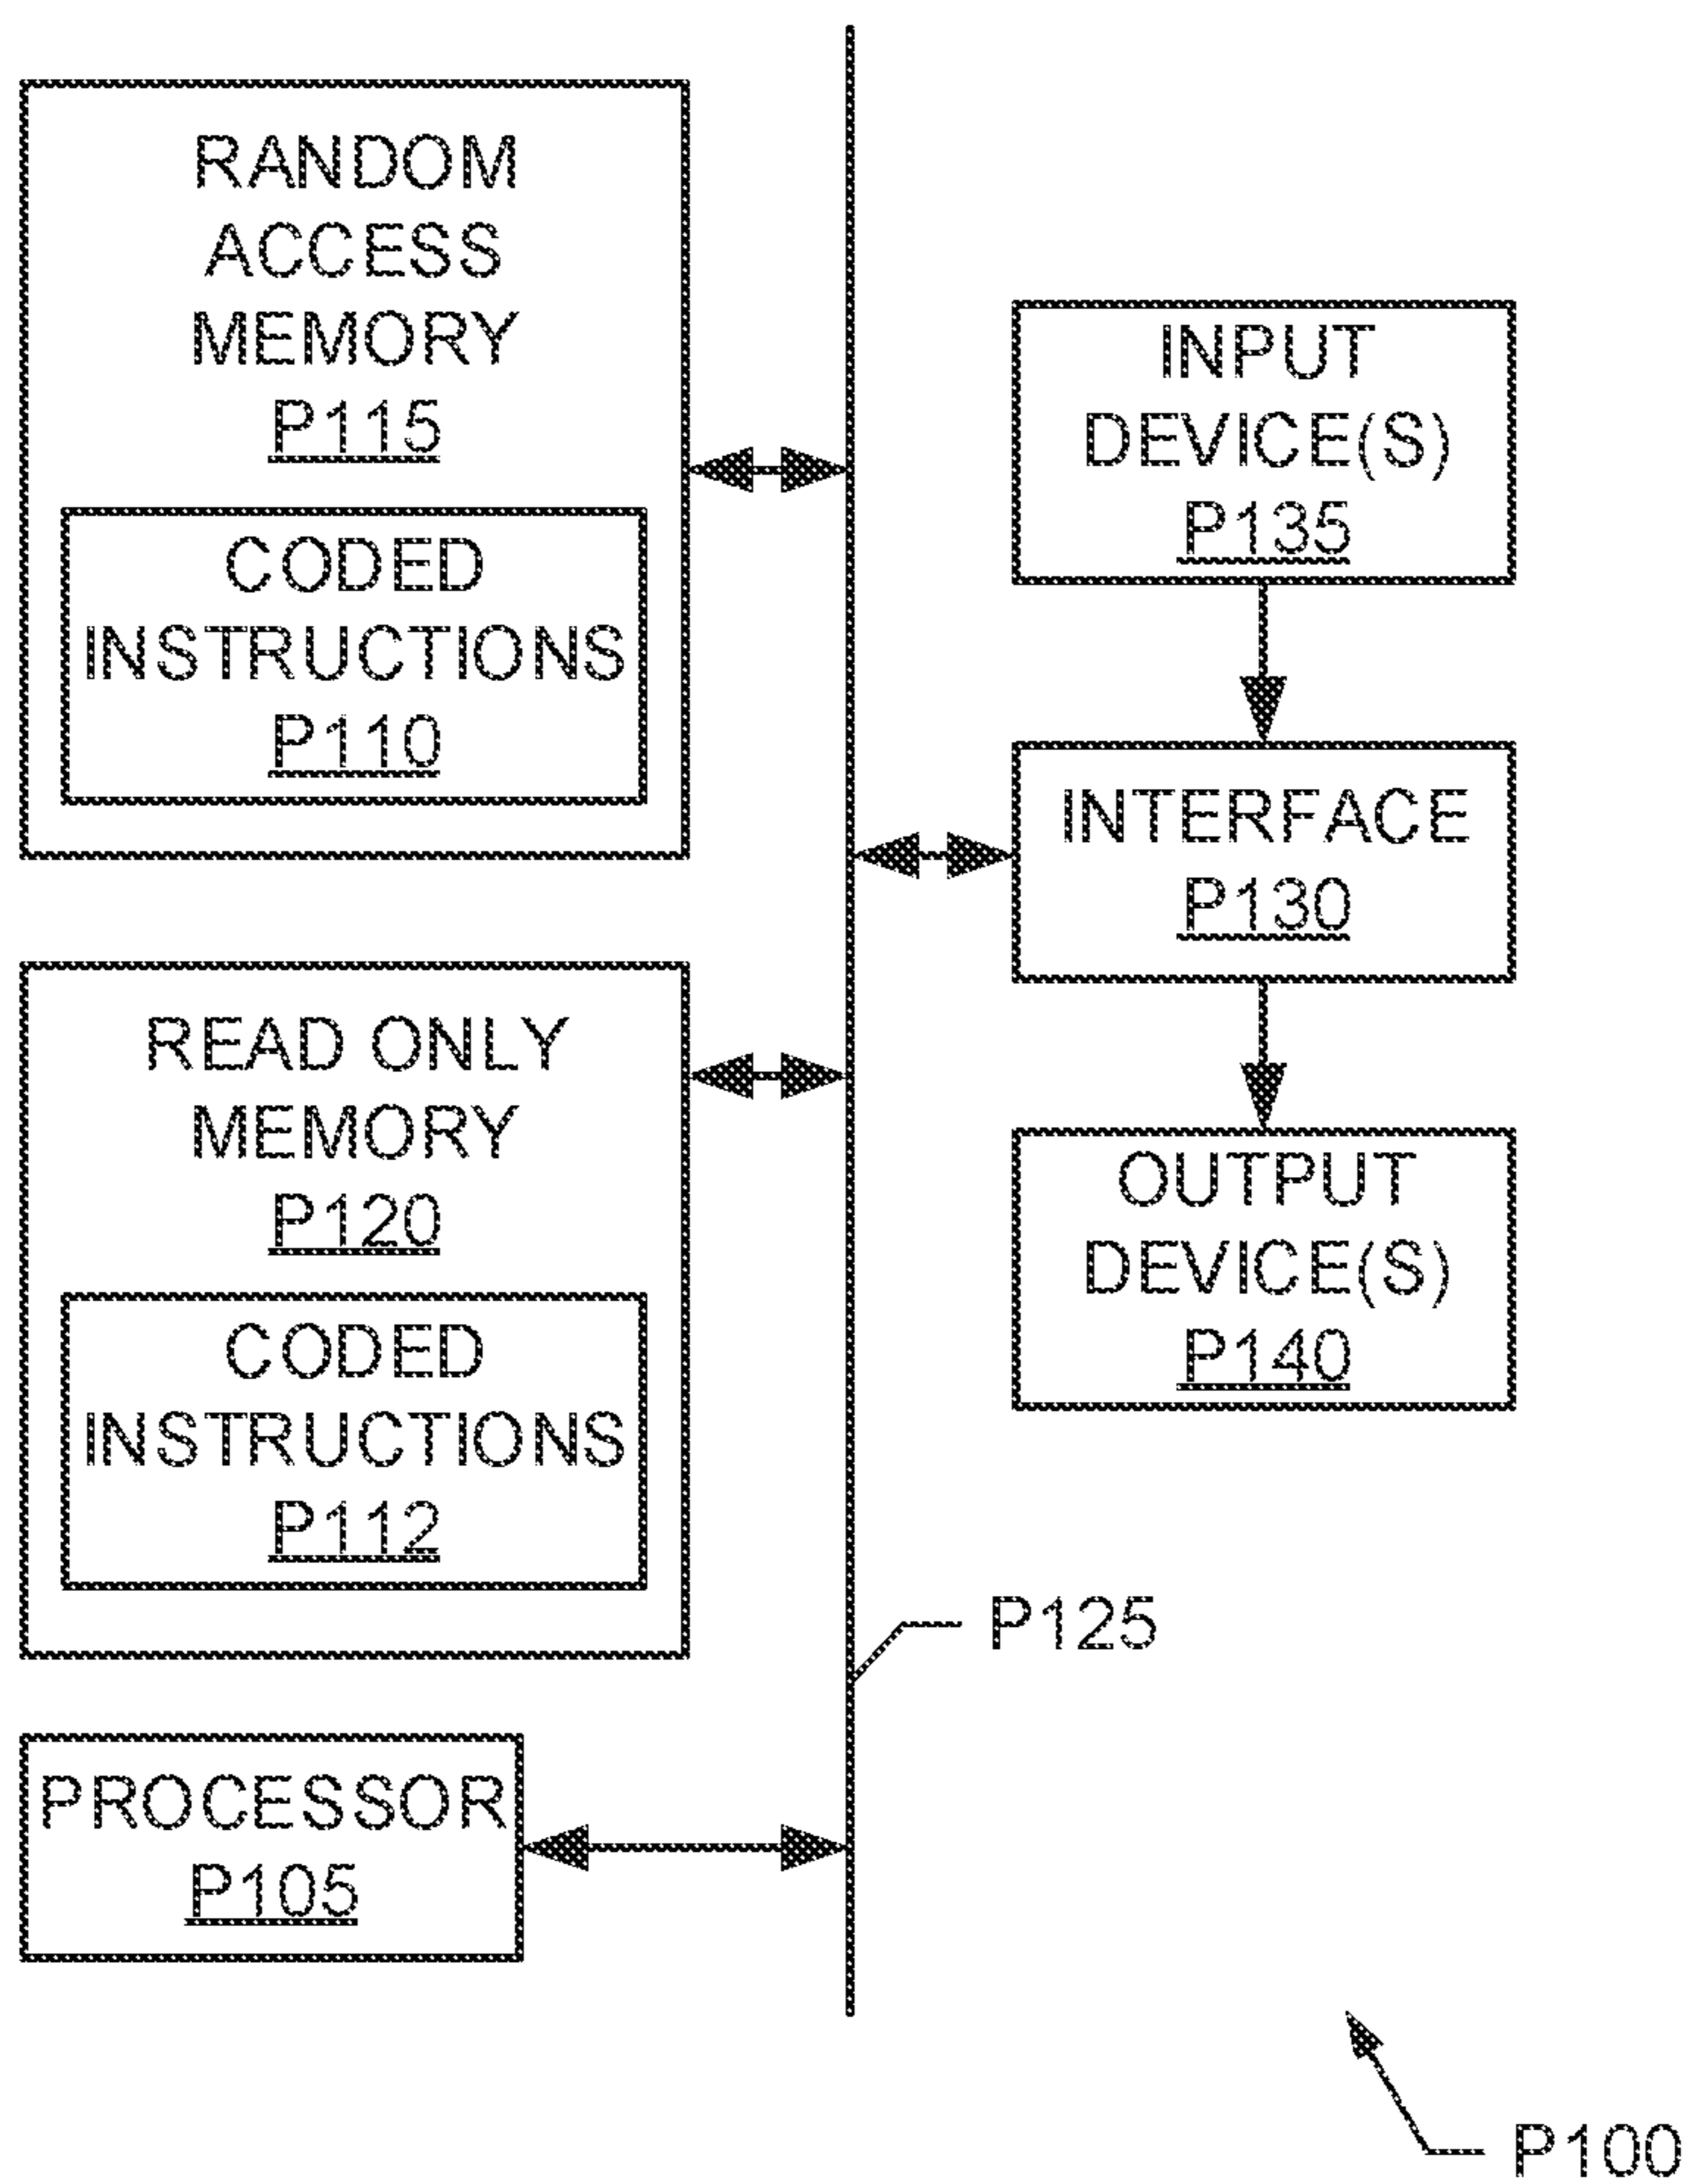 RANDOM
ACCESS
MEMORY
P115
CODED
INSTRUCTIONS
P110
READ ONLY
MEMORY
P120
CODED
INSTRUCTIONS
P112
PROCESSOR
P105
INPUT
DEVICE(S)
P135
INTERFACE
P130
OUTPUT
DEVICE(S)
P140
P125
P100